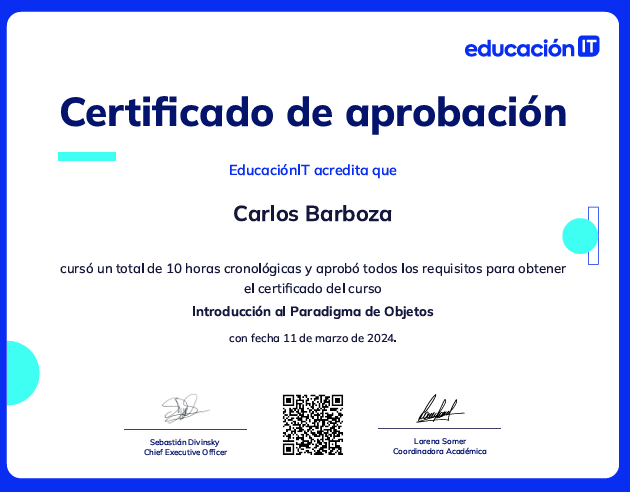 educación IT
Certificado de aprobación
EducaciónIT acredita que
Carlos Barboza
cursó un total de 10 horas cronológicas y aprobó todos los requisitos para obtener
el certificado del curso
Introducción al Paradigma de Objetos
con fecha 11 de marzo de 2024.
Sebastián Divinsky
Chief Executive Officer
Lorena Somer
Coordinadora Académica